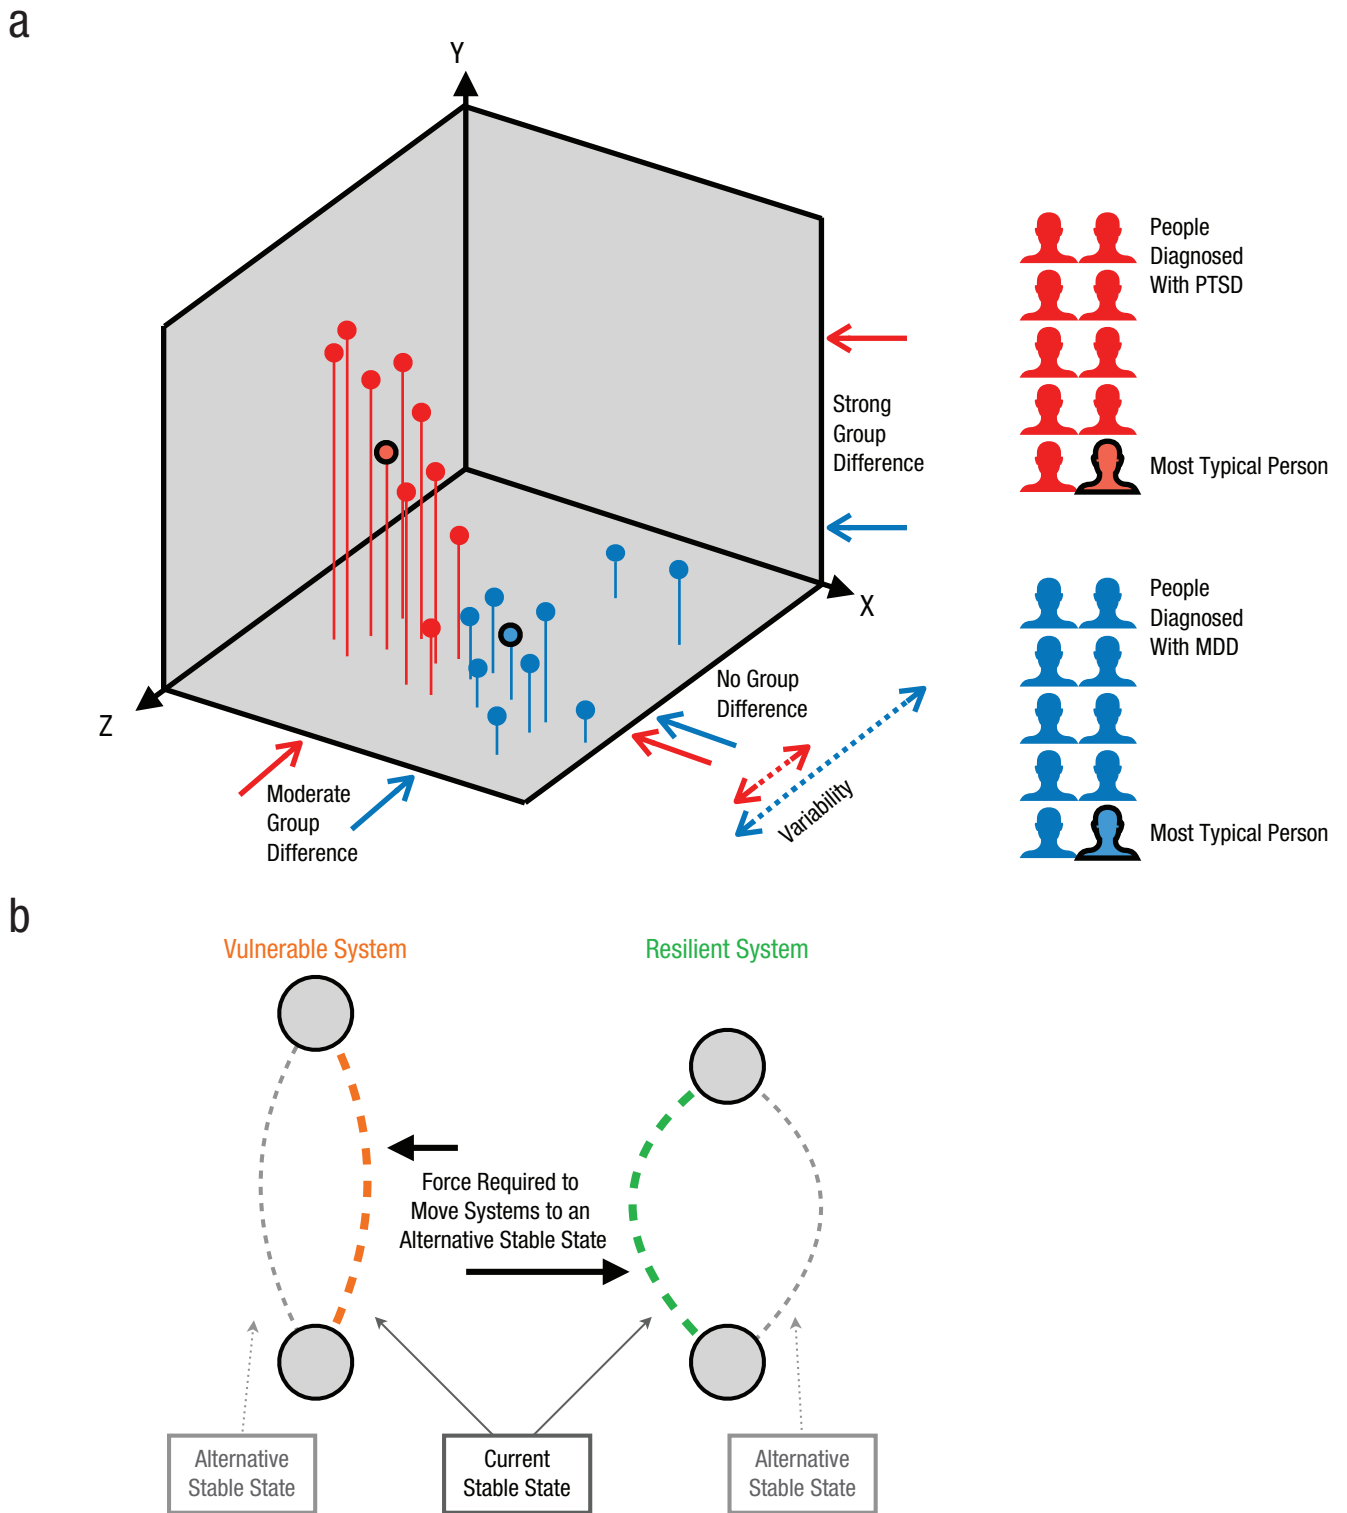 a
Y
X
Z
Strong
Group
Difference
No Group
Difference
Variability
Moderate
Group
Difference
People
Diagnosed
With PTSD
Most Typical Person
People
Diagnosed
With MDD
Most Typical Person
b
Vulnerable System
Resilient System
Force Required to
Move Systems to an
Alternative Stable State
Alternative
Stable State
Current
Stable State
Alternative
Stable State